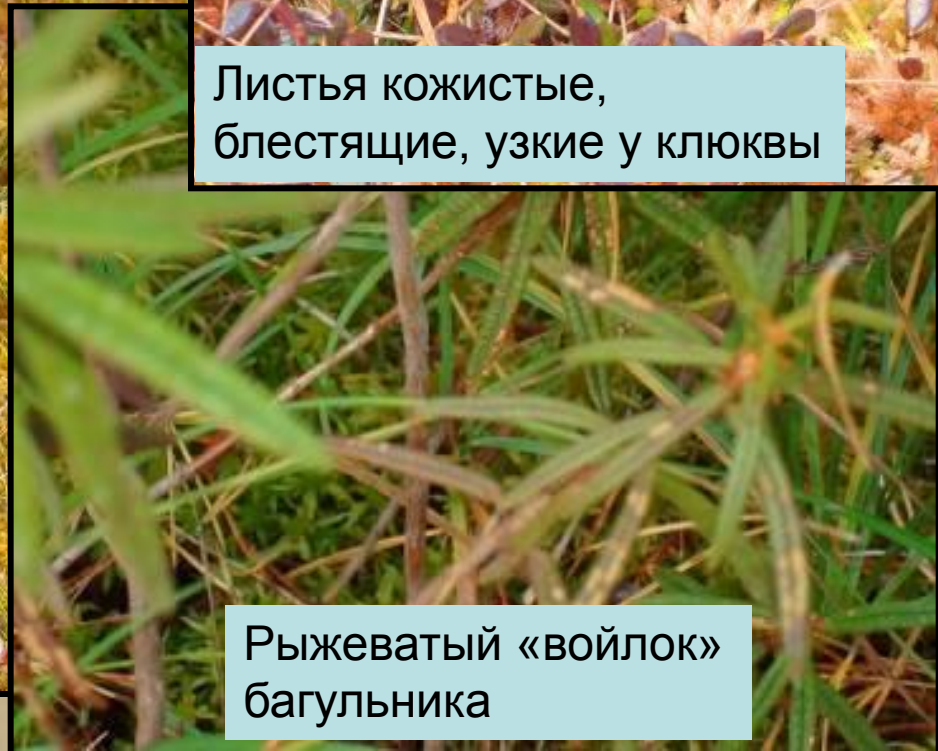 Листья кожистые,
блестящие, узкие у клюквы
Рыжеватый «войлок»
багульника